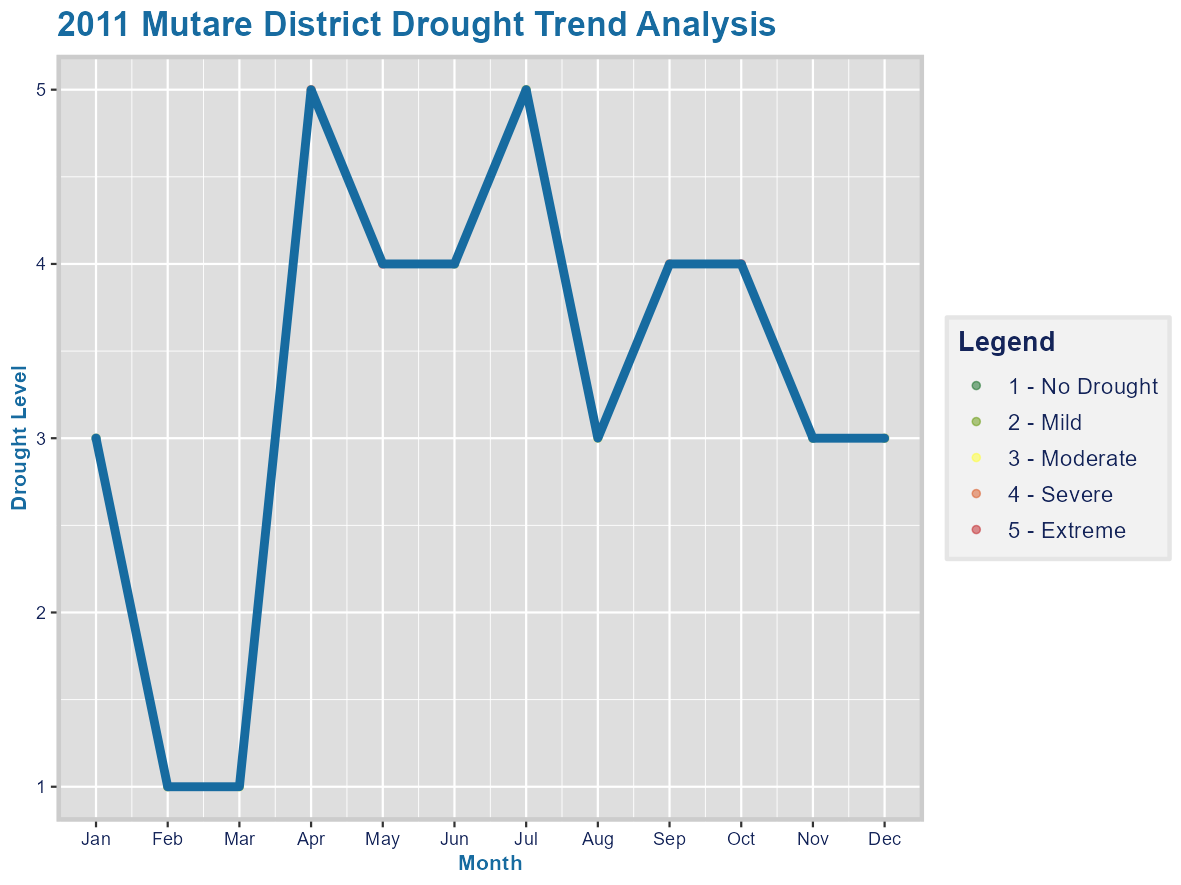 2011 Mutare District Drought Trend Analysis
Drought Level
5
4
3
2
1
Jan Feb Mar Apr May Jun Jul Aug Sep Oct Nov Dec
Month
Legend
1 - No Drought
2 - Mild
3 - Moderate
4 - Severe
5 - Extreme